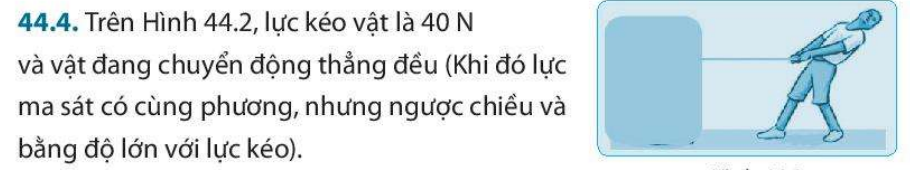 44.4. Trên Hình 44.2, lực kéo vật là 40 N
và vật đang chuyển động thẳng đều (Khi đó lực
ma sát có cùng phương, nhưng ngược chiều và
bằng độ lớn với lực kéo).